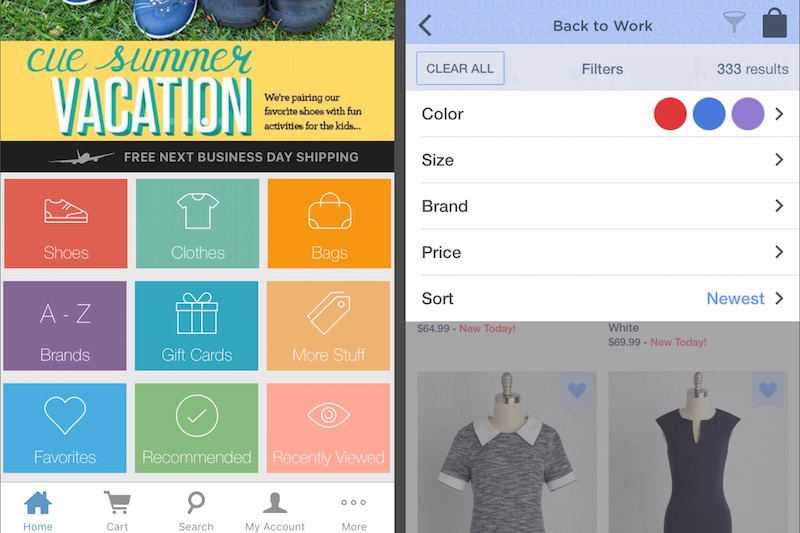 cue summer
VACATION
We're pairing our
favorite shoes with fun
activities for the kids...
FREE NEXT BUSINESS DAY SHIPPING
Shoes
Clothes
Bags
A - Z
Brands
Gift Cards
More Stuff
Favorites
Recommended
Recently Viewed
Home
Cart
Search
My Account
More
Back to Work
CLEAR ALL
Filters
333 results
Color
Size
Brand
Price
Sort
Newest
$64.99 - New Today!
White
$69.99 - New Today!